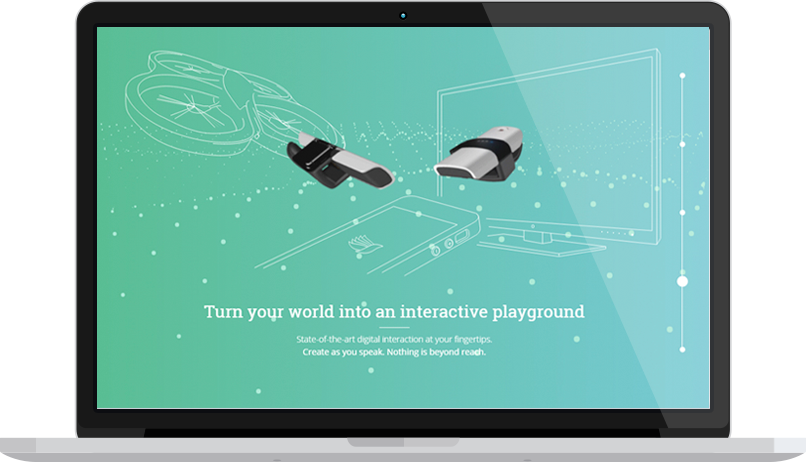 Turn your world into an interactive playground
State-of-the-art digital interaction at your fingertips.
Create as you speak. Nothing is beyond reach.